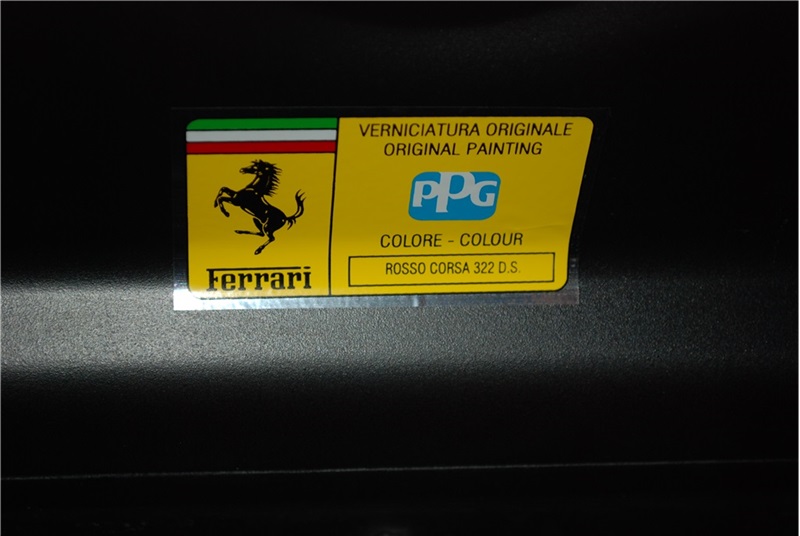 VERNICIATURA ORIGINALE
ORIGINAL PAINTING
PPG
COLORE - COLOUR
ROSSO CORSA 322 D.S.
Ferrari